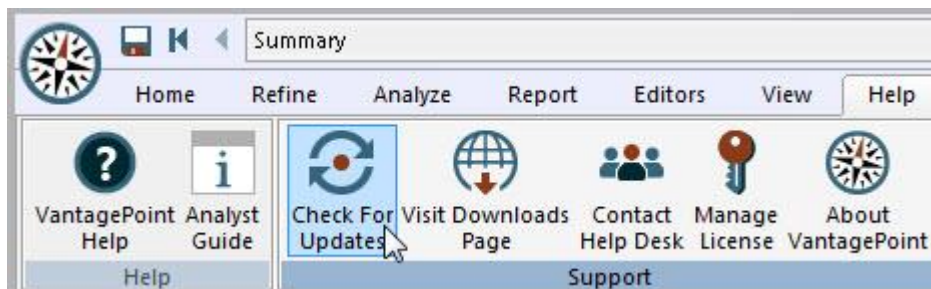 Summary
Home Refine Analyze Report Editors View Help
VantagePoint Help
Analyst Guide
Check For Updates
Visit Downloads Page
Contact Help Desk
Manage License
About VantagePoint
Help Support